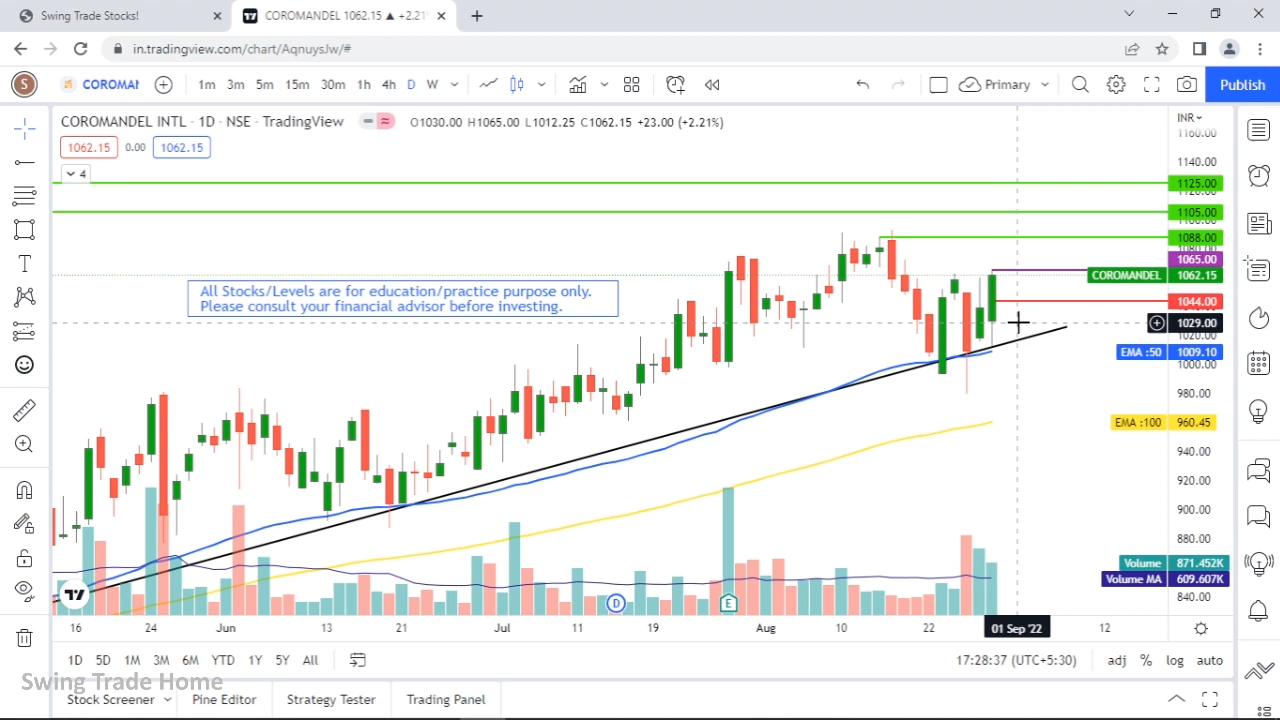 Swing Trade Stocks!
COROMANDEL 1062.15 ▲ +2.21
in.tradingview.com/chart/AqnuysJw/#
S COROMAN 1m 3m 5m 15m 30m 1h 4h D W Primary Publish
COROMANDEL INTL · 1D · NSE · TradingView O1030.00 H1065.00 L1012.25 C1062.15 +23.00 (+2.21%)
INR
1062.15 0.00 1062.15
4
1160.00
1140.00
1125.00
1105.00
1088.00
1065.00
COROMANDEL 1062.15
1044.00
1029.00
1020.00
EMA :50 1009.10
1000.00
980.00
EMA :100 960.45
940.00
920.00
900.00
880.00
Volume 871.452K
Volume MA 609.607K
840.00
All Stocks/Levels are for education/practice purpose only.
Please consult your financial advisor before investing.
D E
16 24 Jun 13 21 Jul 11 19 Aug 10 22 01 Sep '22 12
1D 5D 1M 3M 6M YTD 1Y 5Y All 17:28:37 (UTC+5:30) adj % log auto
Swing Trade Home
Stock Screener Pine Editor Strategy Tester Trading Panel